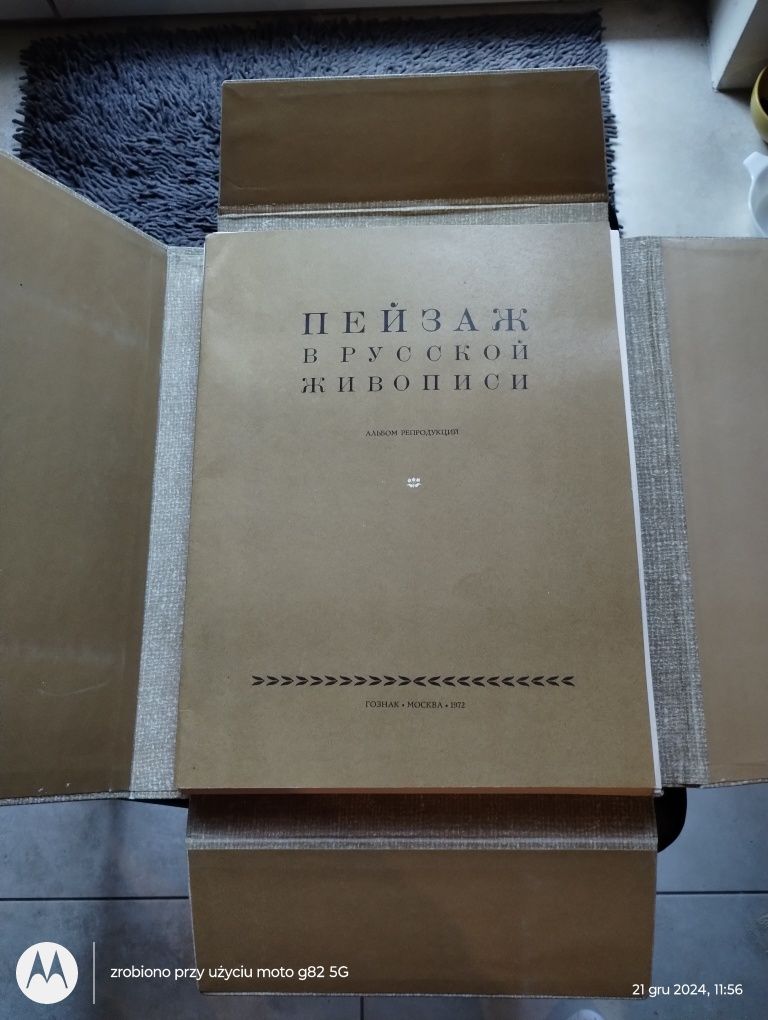 ПЕЙЗАЖ
В РУССКОЙ
ЖИВОПИСИ
АЛЬБОМ РЕПРОДУКЦИЙ
ГОЗНАК • МОСКВА • 1972
zrobiono przy użyciu moto g82 5G
21 gru 2024, 11:56